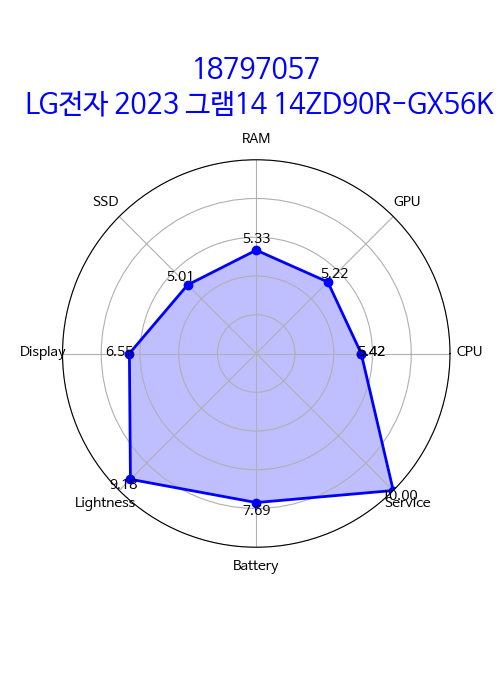 18797057
LG전자 2023 그램14 14ZD90R-GX56K
RAM
SSD
GPU
5.33
5.01
5.22
Display
6.55
5.42
CPU
9.18
10.00
Lightness
Service
7.69
Battery